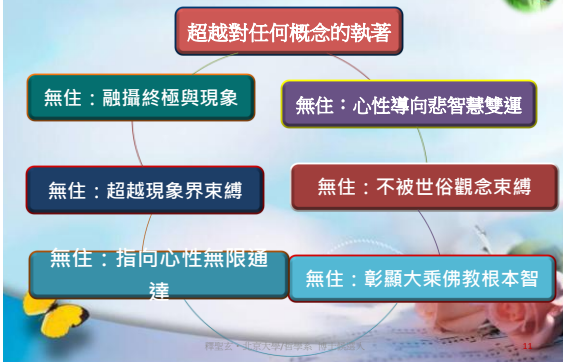 超越對任何概念的執著
無住：融攝終極與現象
無住：心性導向悲智慧雙運
無住：超越現象界束縛
無住：不被世俗觀念束縛
無住：指向心性無限通
達
無住：彰顯大乘佛教根本智
11